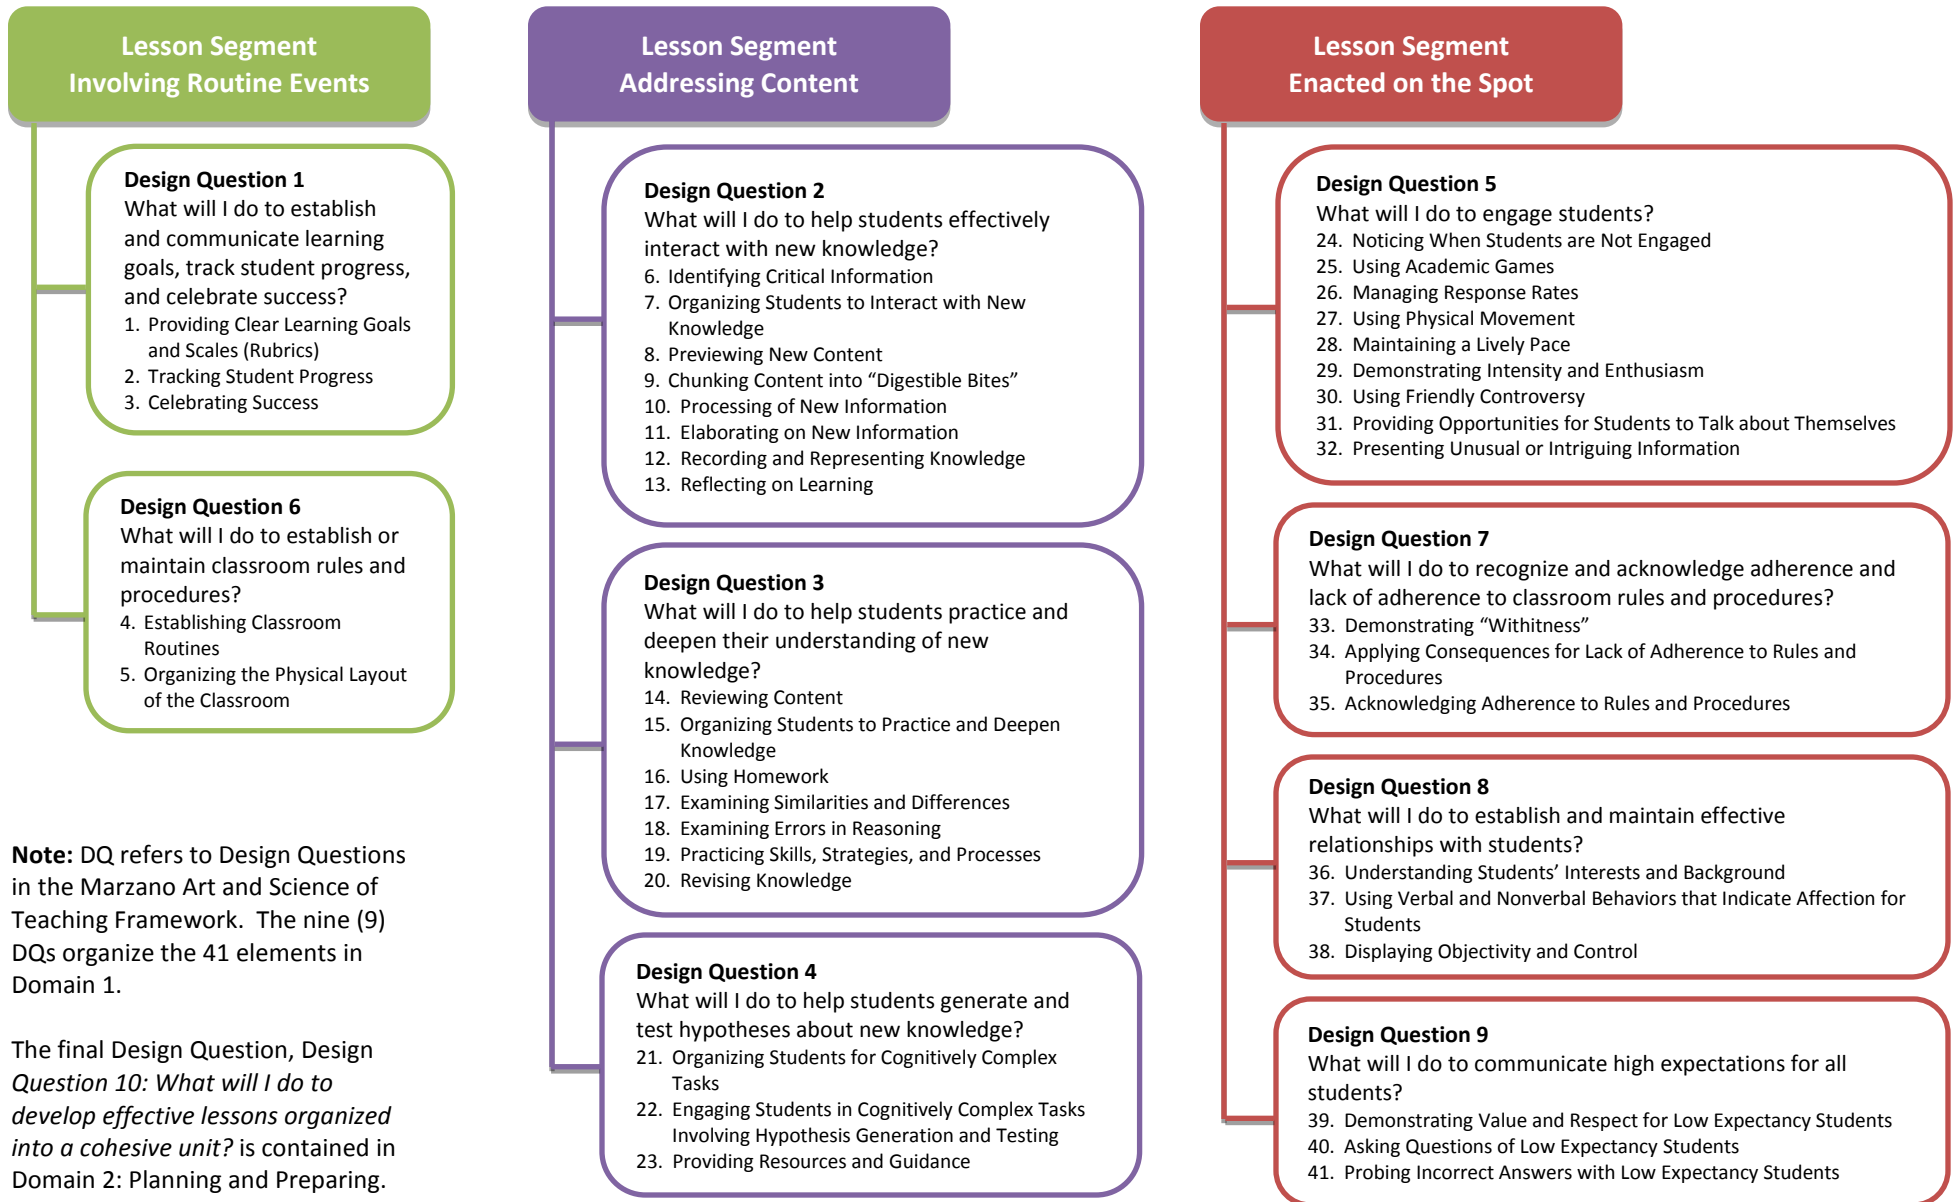 Lesson Segment
Involving Routine Events
Design Question 1
What will I do to establish
and communicate learning
goals, track student progress,
and celebrate success?
1. Providing Clear Learning Goals
and Scales (Rubrics)
2. Tracking Student Progress
3. Celebrating Success
Design Question 6
What will I do to establish or
maintain classroom rules and
procedures?
4. Establishing Classroom
Routines
5. Organizing the Physical Layout
of the Classroom
Note: DQ refers to Design Questions
in the Marzano Art and Science of
Teaching Framework. The nine (9)
DQs organize the 41 elements in
Domain 1.
The final Design Question, Design
Question 10: What will I do to
develop effective lessons organized
into a cohesive unit? is contained in
Domain 2: Planning and Preparing.
Lesson Segment
Addressing Content
Design Question 2
What will I do to help students effectively
interact with new knowledge?
6. Identifying Critical Information
7. Organizing Students to Interact with New
Knowledge
8. Previewing New Content
9. Chunking Content into “Digestible Bites”
10. Processing of New Information
11. Elaborating on New Information
12. Recording and Representing Knowledge
13. Reflecting on Learning
Design Question 3
What will I do to help students practice and
deepen their understanding of new
knowledge?
14. Reviewing Content
15. Organizing Students to Practice and Deepen
Knowledge
16. Using Homework
17. Examining Similarities and Differences
18. Examining Errors in Reasoning
19. Practicing Skills, Strategies, and Processes
20. Revising Knowledge
Design Question 4
What will I do to help students generate and
test hypotheses about new knowledge?
21. Organizing Students for Cognitively Complex
Tasks
22. Engaging Students in Cognitively Complex Tasks
Involving Hypothesis Generation and Testing
23. Providing Resources and Guidance
Lesson Segment
Enacted on the Spot
Design Question 5
What will I do to engage students?
24. Noticing When Students are Not Engaged
25. Using Academic Games
26. Managing Response Rates
27. Using Physical Movement
28. Maintaining a Lively Pace
29. Demonstrating Intensity and Enthusiasm
30. Using Friendly Controversy
31. Providing Opportunities for Students to Talk about Themselves
32. Presenting Unusual or Intriguing Information
Design Question 7
What will I do to recognize and acknowledge adherence and
lack of adherence to classroom rules and procedures?
33. Demonstrating “Withitness”
34. Applying Consequences for Lack of Adherence to Rules and
Procedures
35. Acknowledging Adherence to Rules and Procedures
Design Question 8
What will I do to establish and maintain effective
relationships with students?
36. Understanding Students’ Interests and Background
37. Using Verbal and Nonverbal Behaviors that Indicate Affection for
Students
38. Displaying Objectivity and Control
Design Question 9
What will I do to communicate high expectations for all
students?
39. Demonstrating Value and Respect for Low Expectancy Students
40. Asking Questions of Low Expectancy Students
41. Probing Incorrect Answers with Low Expectancy Students